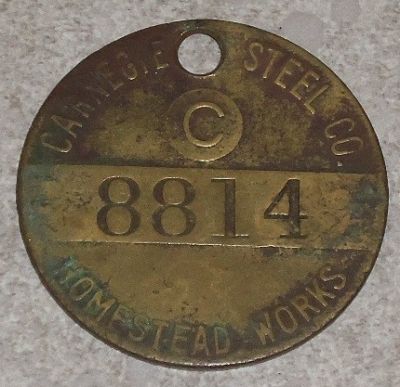 CARNEGIE STEEL CO.
C
8814
HOMESTEAD WORKS